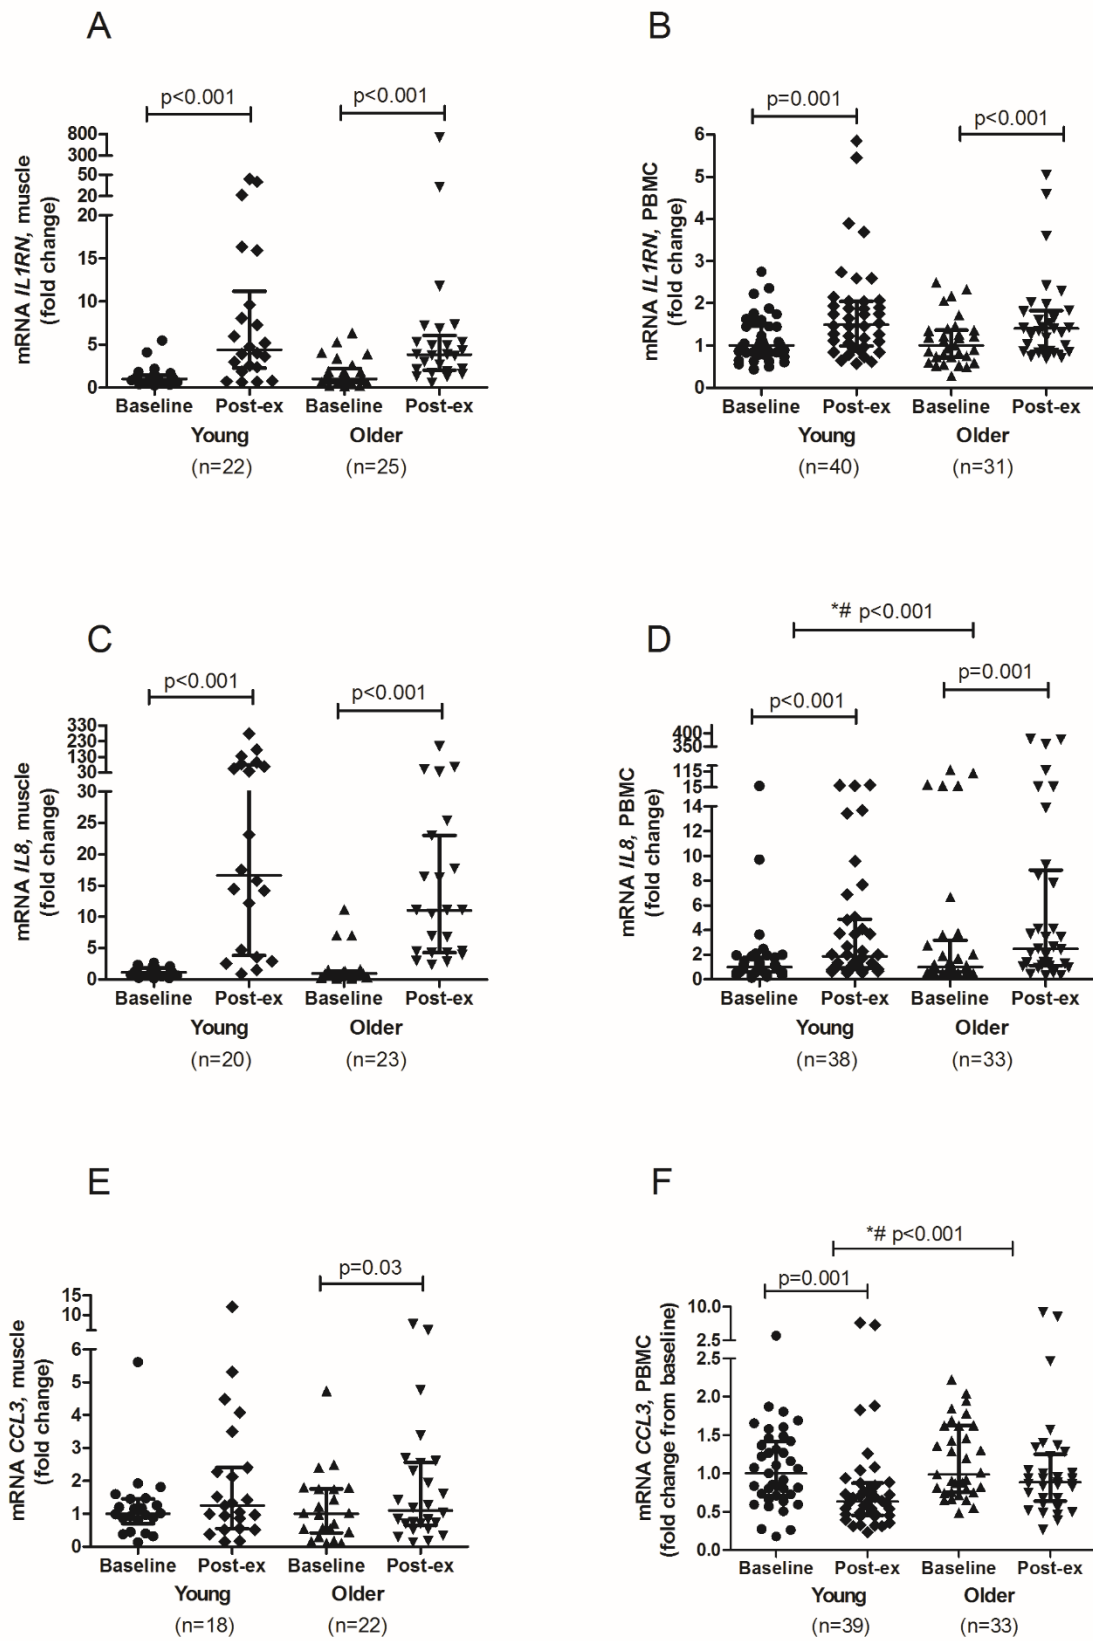 A
p<0.001
p<0.001
mRNA IL1RN, muscle
(fold change)
800
300
50
20
20
15
10
5
0
Baseline
Post-ex
Baseline
Post-ex
Young
Older
(n=22)
(n=25)
B
p=0.001
p<0.001
mRNA IL1RN, PBMC
(fold change)
6
5
4
3
2
1
0
Baseline
Post-ex
Baseline
Post-ex
Young
Older
(n=40)
(n=31)
C
p<0.001
p<0.001
mRNA IL8, muscle
(fold change)
330
230
130
30
30
25
20
15
10
5
0
Baseline
Post-ex
Baseline
Post-ex
Young
Older
(n=20)
(n=23)
D
*# p<0.001
p<0.001
p=0.001
mRNA IL8, PBMC
(fold change)
400
350
115
15
14
12
10
8
6
4
2
0
Baseline
Post-ex
Baseline
Post-ex
Young
Older
(n=38)
(n=33)
E
p=0.03
mRNA CCL3, muscle
(fold change)
15
10
6
5
4
3
2
1
0
Baseline
Post-ex
Baseline
Post-ex
Young
Older
(n=18)
(n=22)
F
*# p<0.001
p=0.001
mRNA CCL3, PBMC
(fold change from baseline)
10.0
2.5
2.5
2.0
1.5
1.0
0.5
0.0
Baseline
Post-ex
Baseline
Post-ex
Young
Older
(n=39)
(n=33)